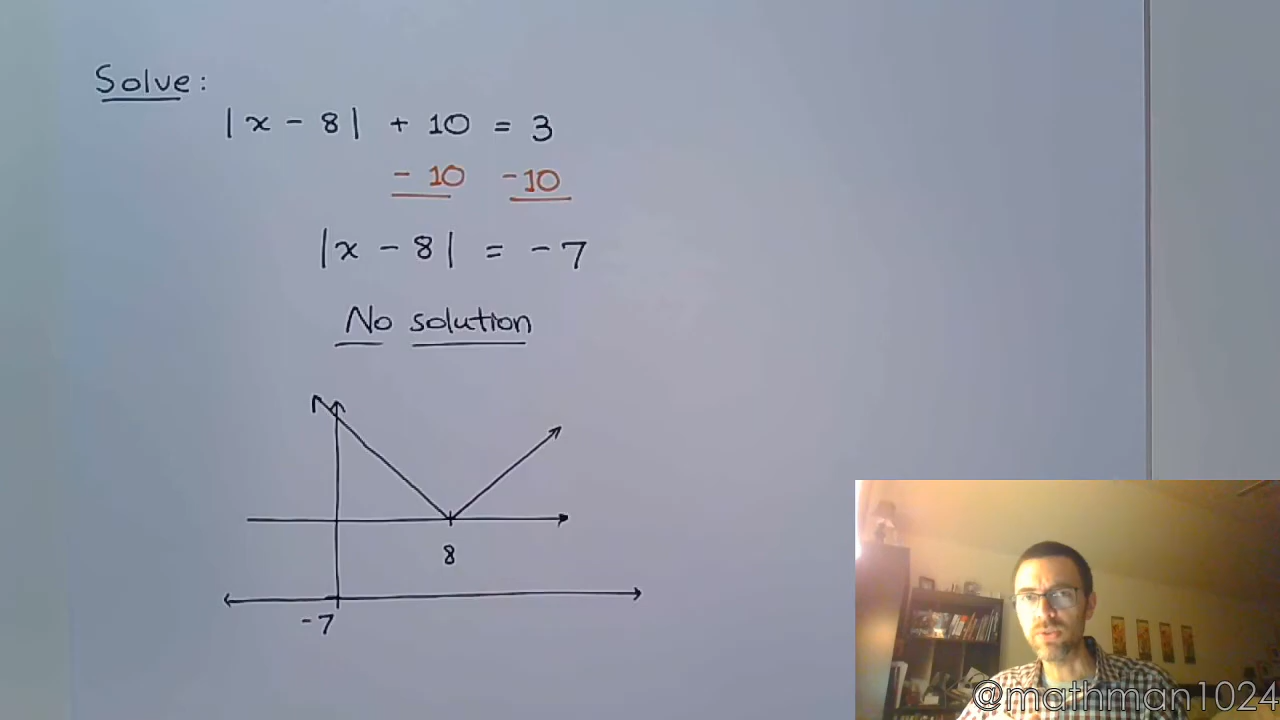 Solve:
|x - 8| + 10 = 3
- 10 -10
|x - 8| = -7
No solution
8
-7
@mathman1024